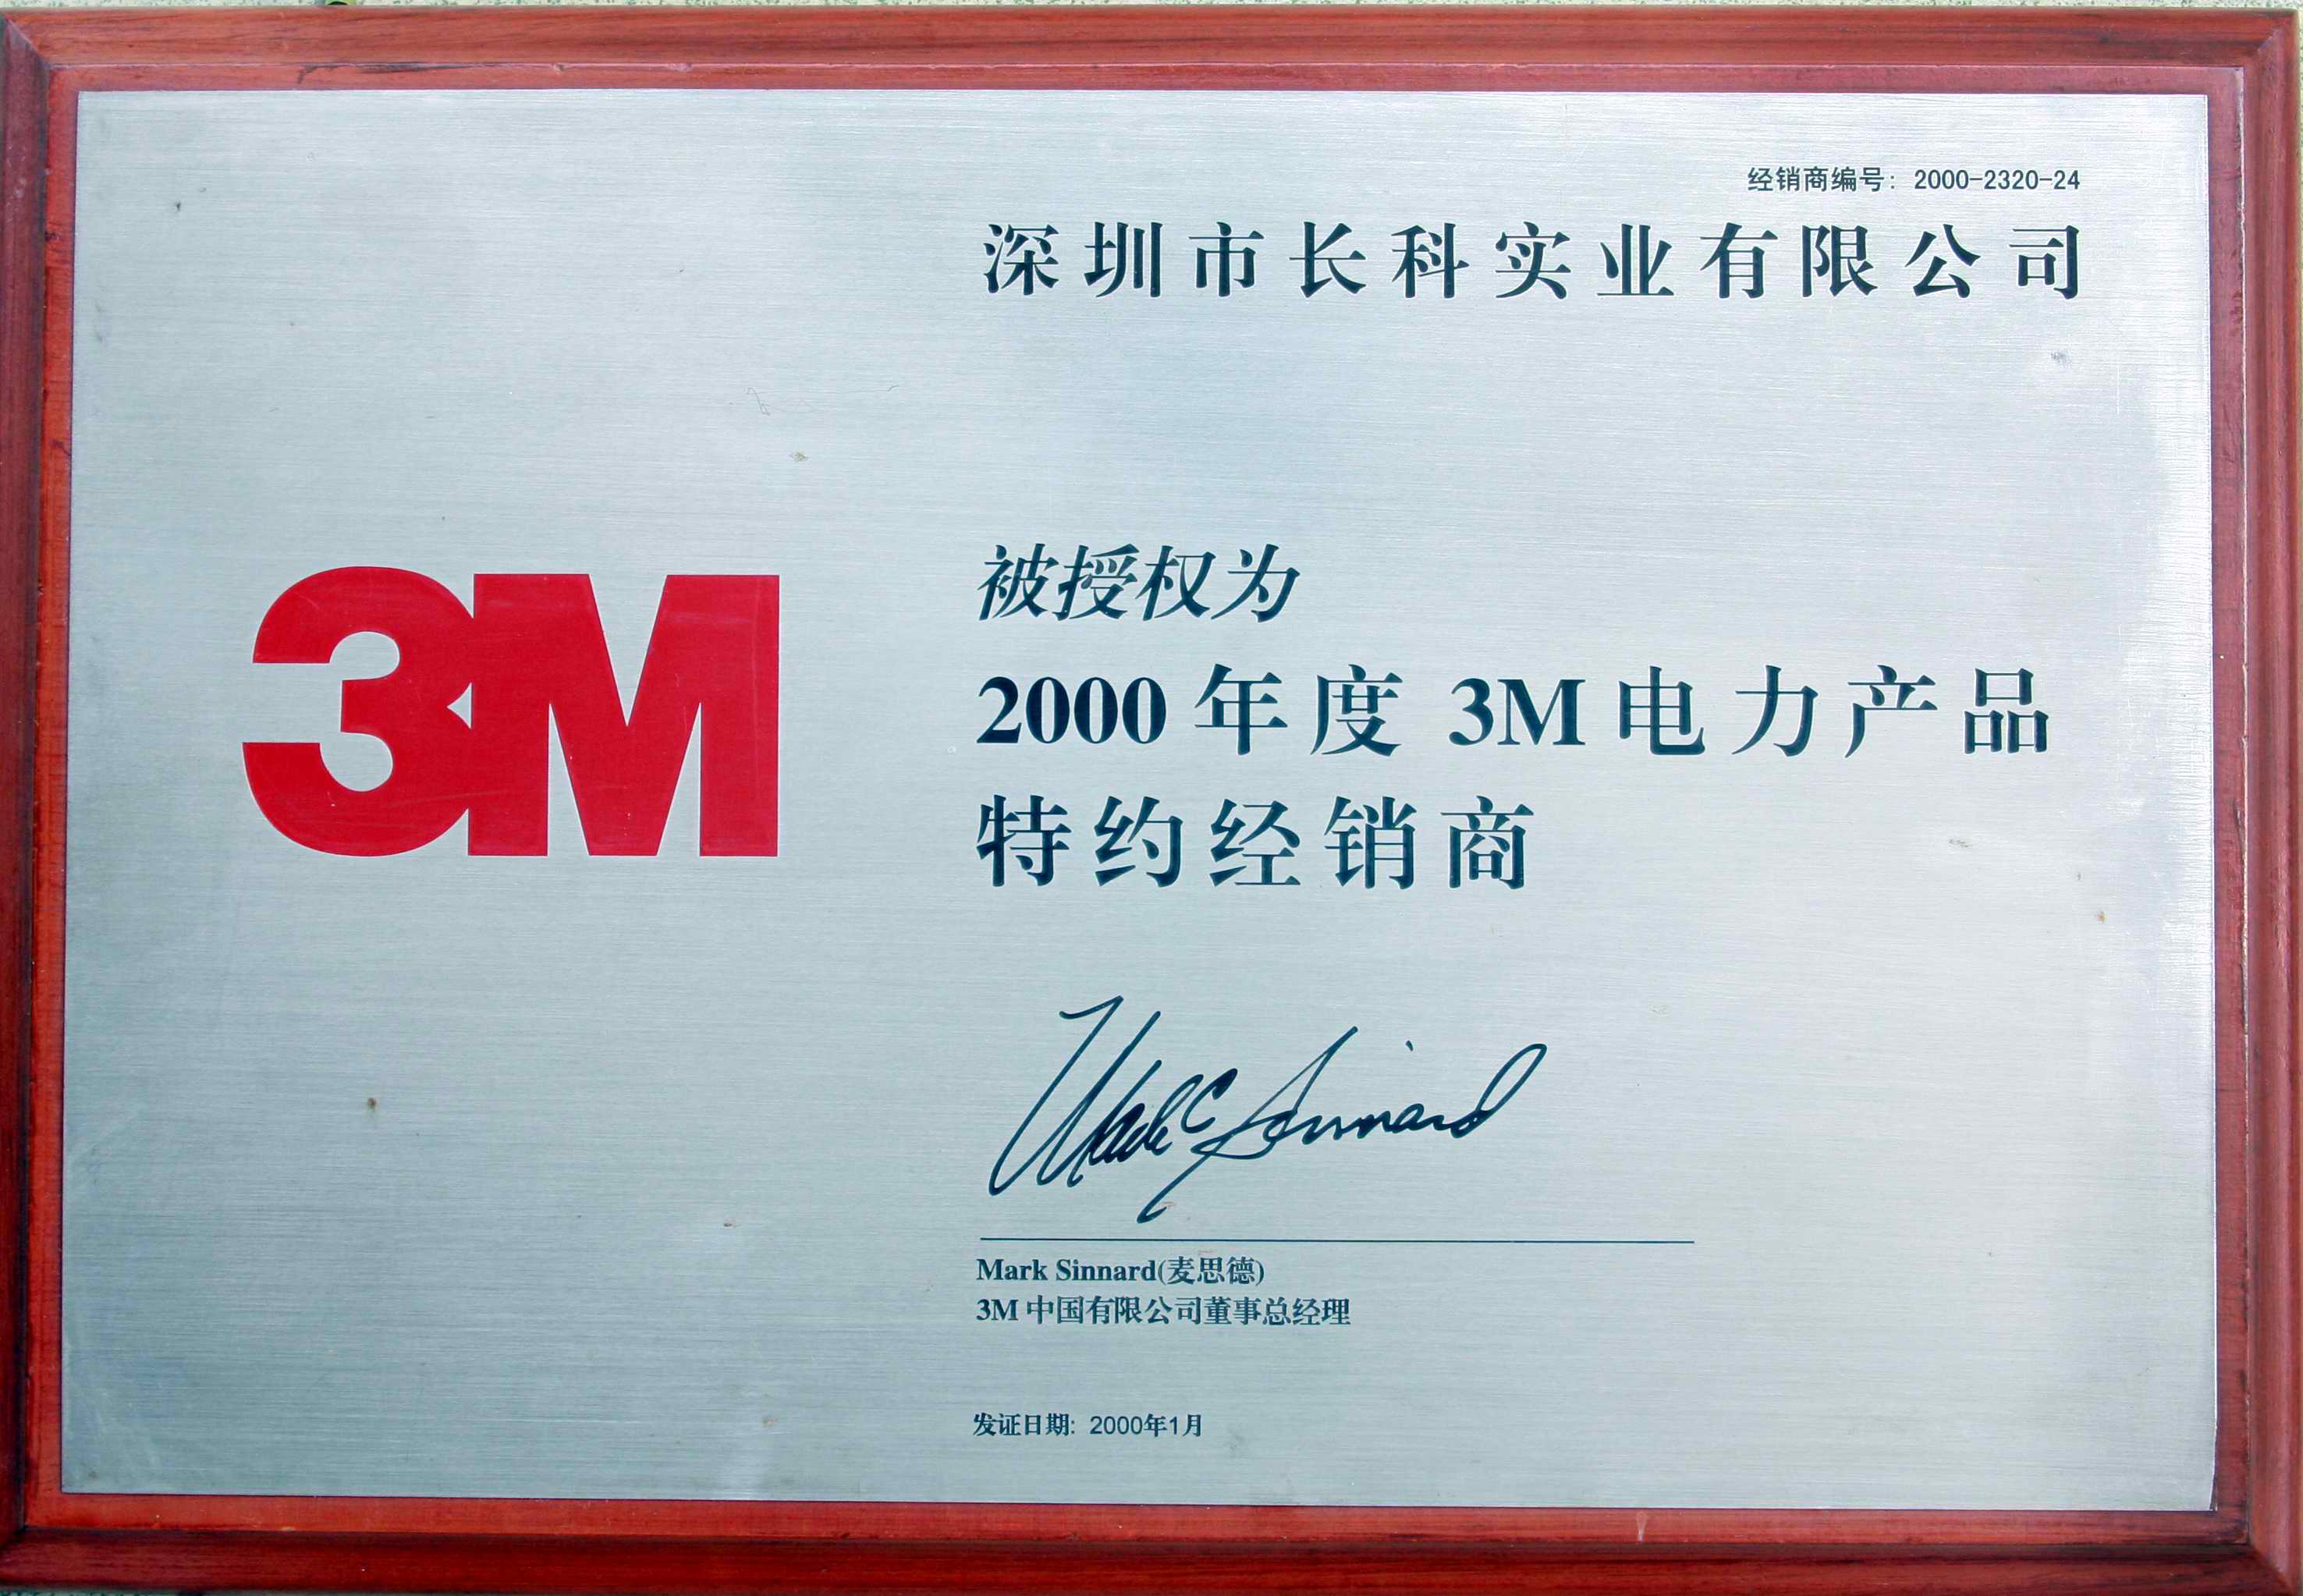 经销商编号: 2000-2320-24
深圳市长科实业有限公司
3M
被授权为
2000年度 3M电力产品
特约经销商
Mark Sinnard
Mark Sinnard(麦思德)
3M 中国有限公司董事总经理
发证日期: 2000年1月